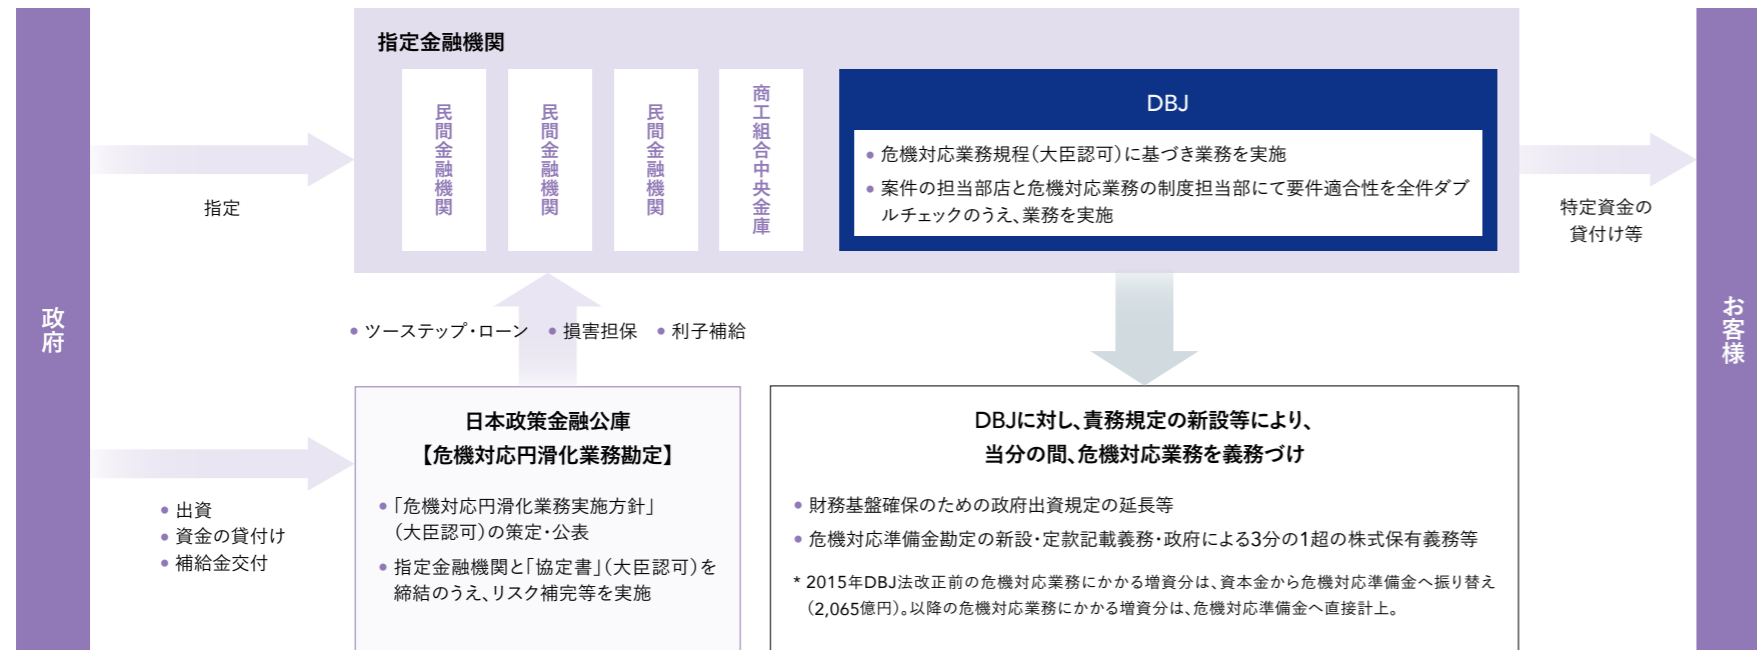 政府
指定
出資
資金の貸付け
補給金交付
指定金融機関
民間金融機関
民間金融機関
民間金融機関
商工組合中央金庫
DBJ
● 危機対応業務規程(大臣認可)に基づき業務を実施
● 案件の担当部店と危機対応業務の制度担当部にて要件適合性を全件ダブ
ルチェックのうえ、業務を実施
● ツーステップ・ローン ● 損害担保 ● 利子補給
日本政策金融公庫
【危機対応円滑化業務勘定】
● 「危機対応円滑化業務実施方針」
(大臣認可)の策定・公表
● 指定金融機関と「協定書」(大臣認可)を
締結のうえ、リスク補完等を実施
DBJに対し、責務規定の新設等により、
当分の間、危機対応業務を義務づけ
● 財務基盤確保のための政府出資規定の延長等
● 危機対応準備金勘定の新設・定款記載義務・政府による3分の1超の株式保有義務等
* 2015年DBJ法改正前の危機対応業務にかかる増資分は、資本金から危機対応準備金へ振り替え
(2,065億円)。以降の危機対応業務にかかる増資分は、危機対応準備金へ直接計上。
特定資金の
貸付け等
お客様